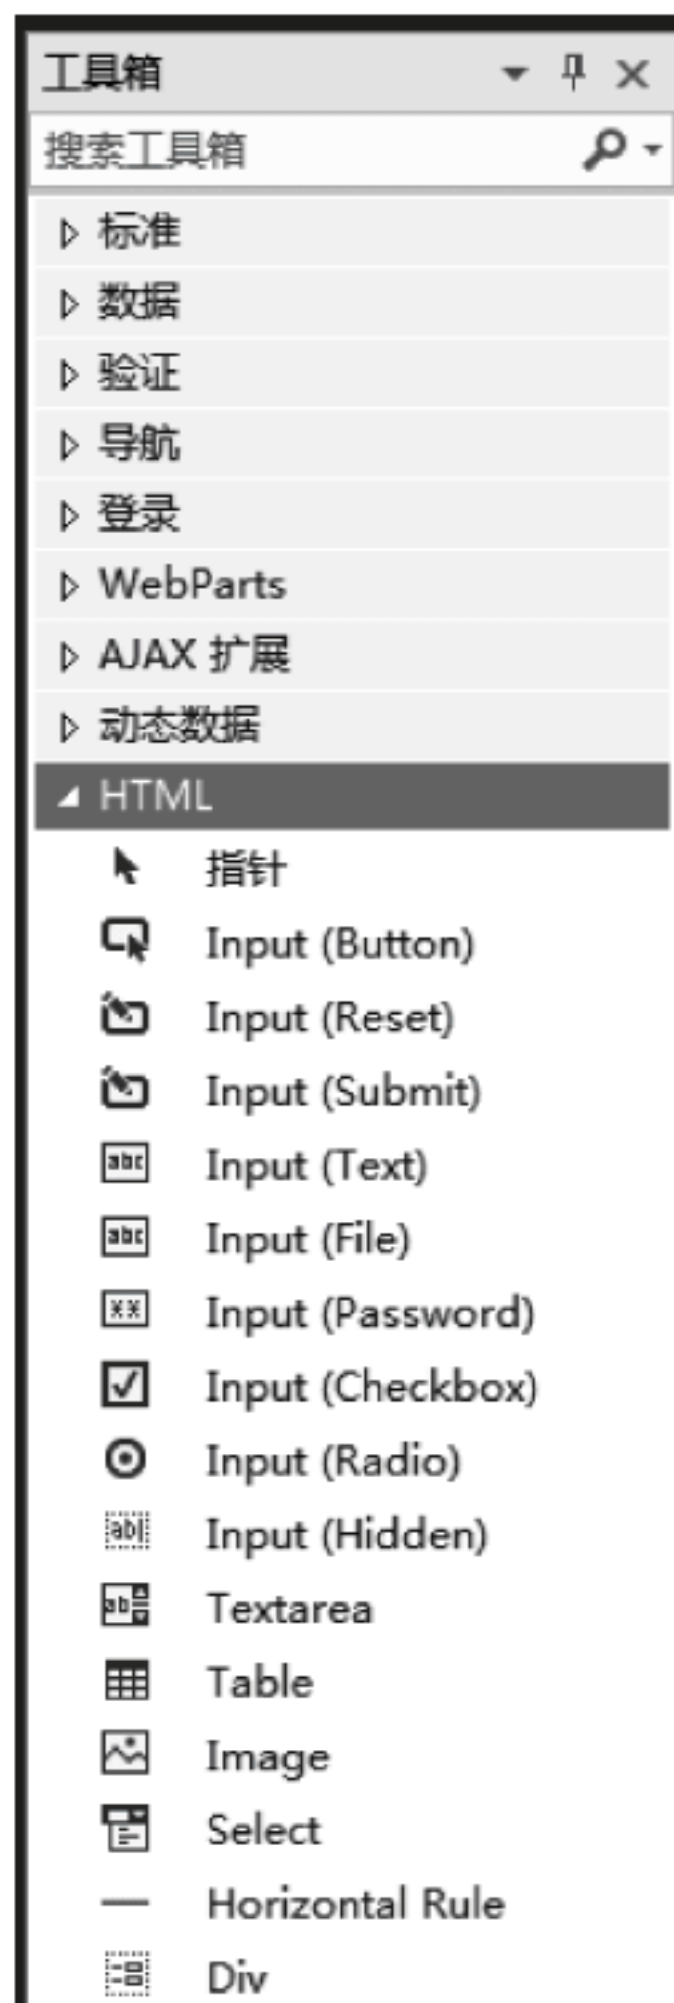 工具箱
搜索工具箱
标准
数据
验证
导航
登录
WebParts
AJAX 扩展
动态数据
HTML
指针
Input (Button)
Input (Reset)
Input (Submit)
Input (Text)
Input (File)
Input (Password)
Input (Checkbox)
Input (Radio)
Input (Hidden)
Textarea
Table
Image
Select
Horizontal Rule
Div